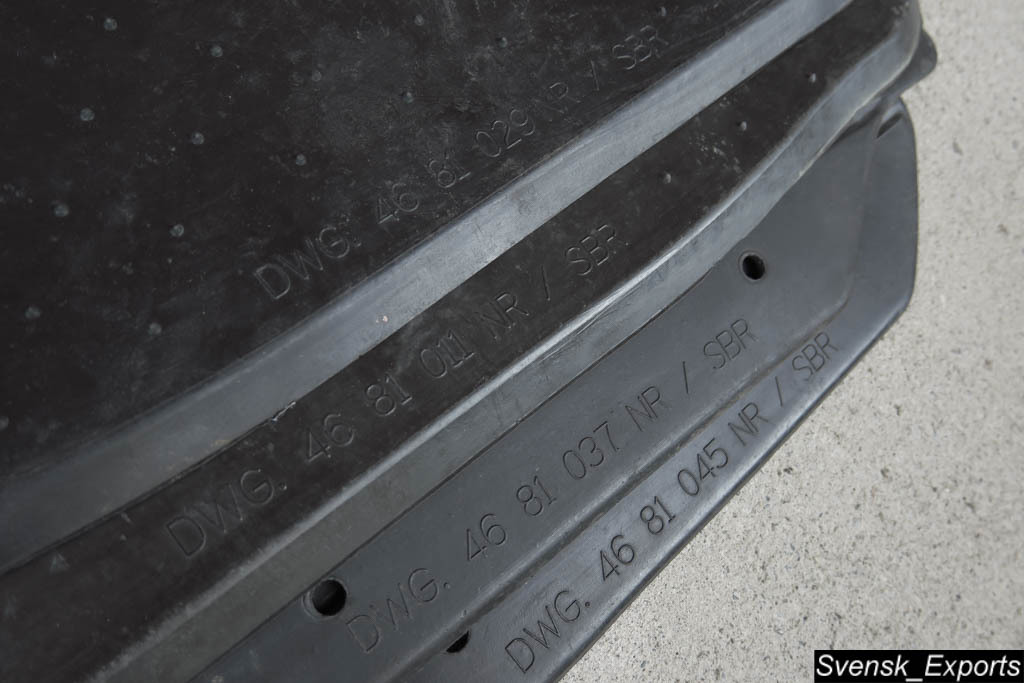 DWG. 46 81 029 NR / SBR
DWG. 46 81 011 NR / SBR
DWG. 46 81 037 NR / SBR
DWG. 46 81 045 NR / SBR
Svensk_Exports